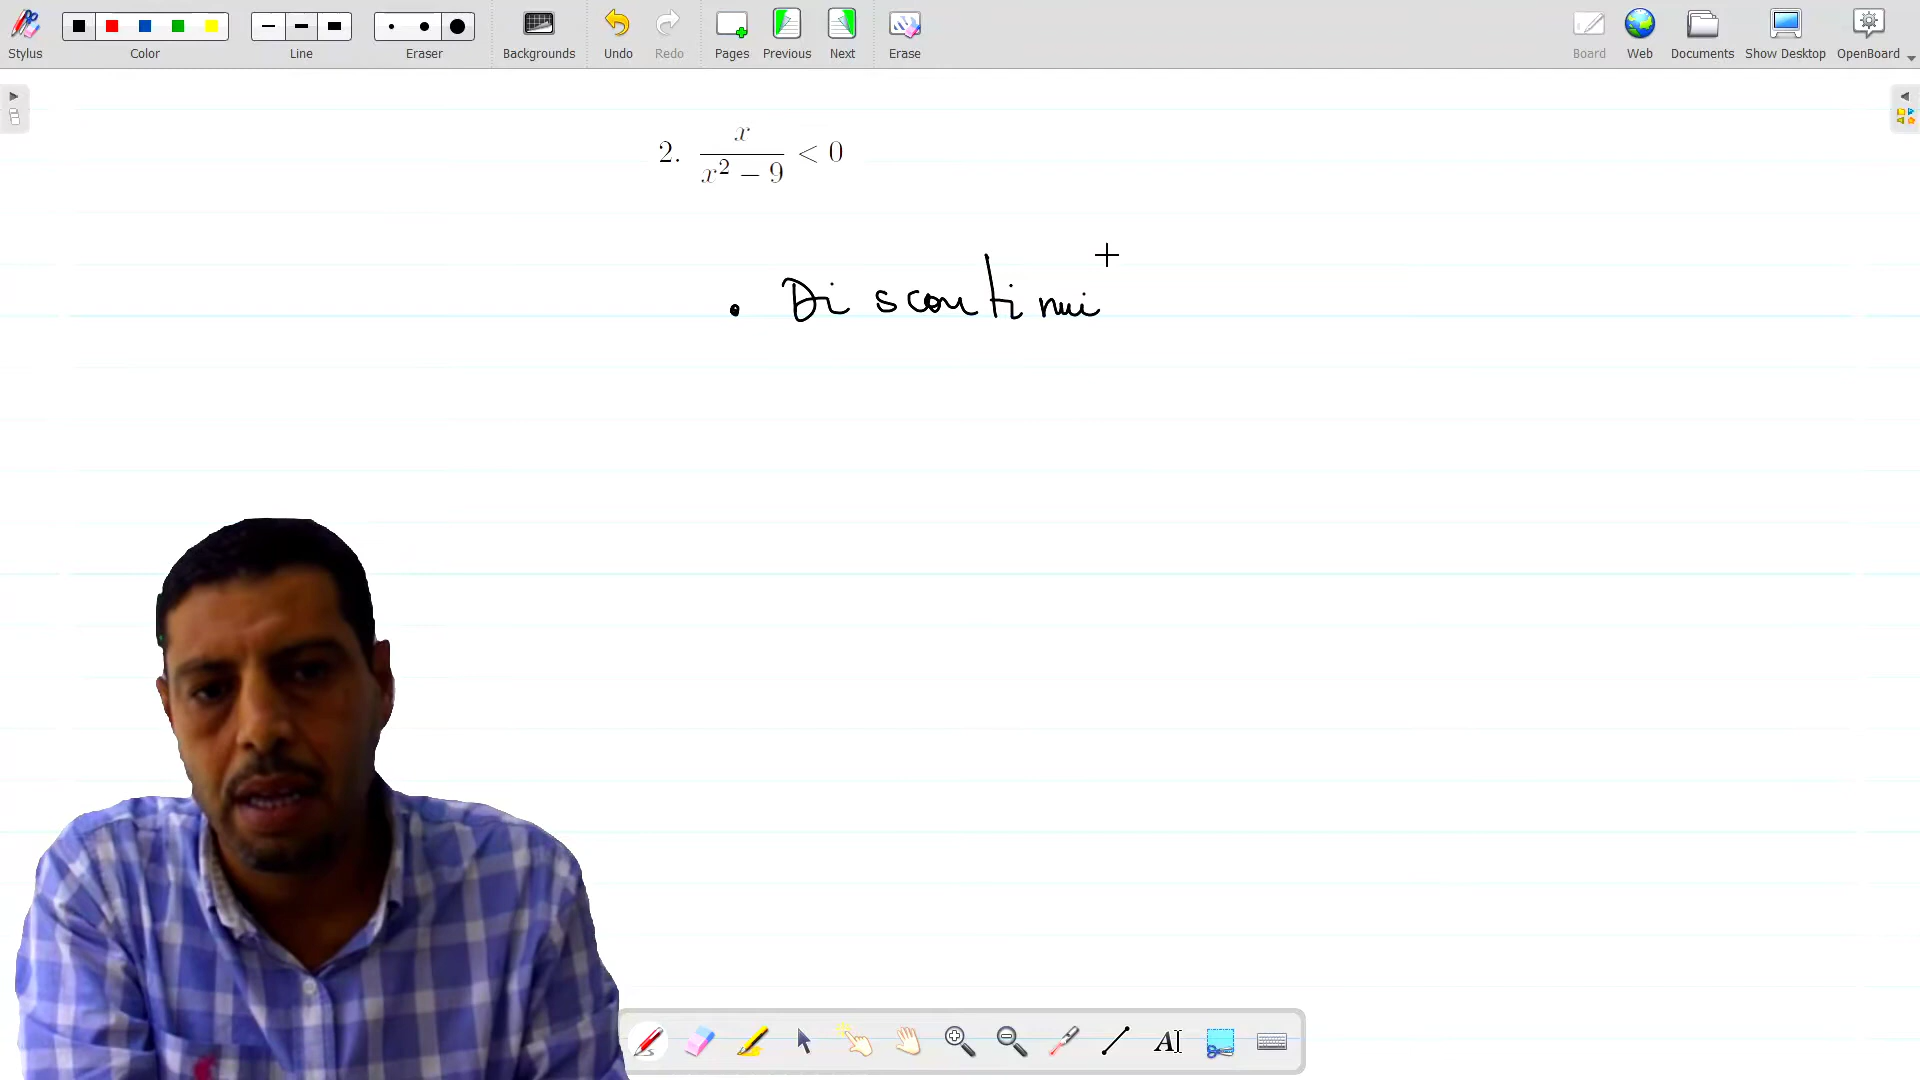 Stylus Color Line Eraser Backgrounds Undo Redo Pages Previous Next Erase Board Web Documents Show Desktop OpenBoard
2. x/(x² − 9) < 0
• Discontinui